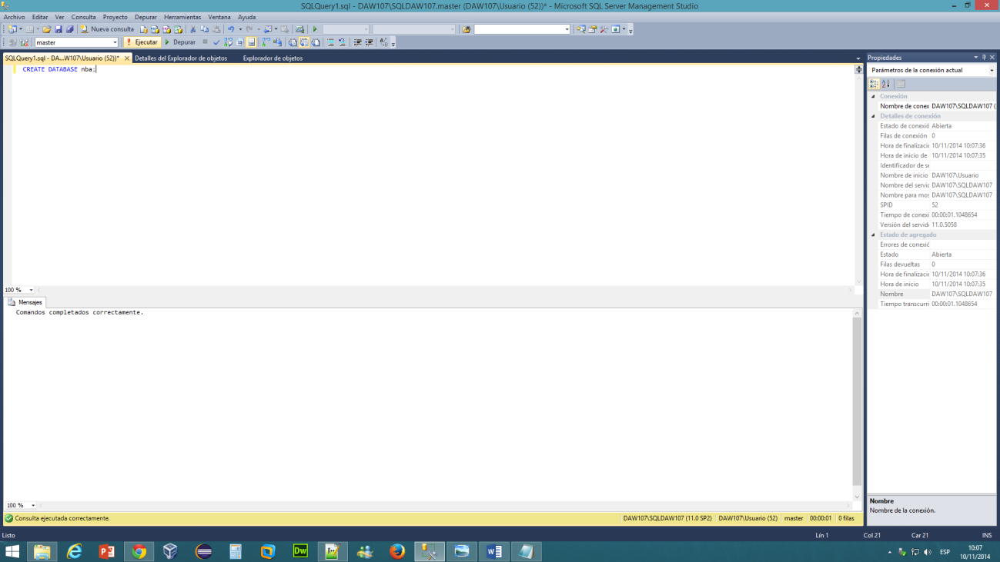 SQLQuery1.sql - DAW107\SQLDAW107.master (DAW107\Usuario (52))* - Microsoft SQL Server Management Studio
Archivo Editar Ver Consulta Proyecto Depurar Herramientas Ventana Ayuda
Nueva consulta
master Ejecutar Depurar
SQLQuery1.sql - DA...W107\Usuario (52))* Detalles del Explorador de objetos Explorador de objetos
CREATE DATABASE nba;
100 %
Mensajes
Comandos completados correctamente.
100 %
Consulta ejecutada correctamente. DAW107\SQLDAW107 (11.0 SP2) DAW107\Usuario (52) master 00:00:01 0 filas
Propiedades
Parámetros de la conexión actual
Conexión
Nombre de conex DAW107\SQLDAW107 (
Detalles de conexión
Estado de conexió Abierta
Filas de conexión 0
Hora de finalizació 10/11/2014 10:07:36
Hora de inicio de 10/11/2014 10:07:35
Identificador de se
Nombre de inicio DAW107\Usuario
Nombre del servic DAW107\SQLDAW107
Nombre para mos DAW107\SQLDAW107
SPID 52
Tiempo de conexi 00:00:01.1048654
Versión del servid 11.0.5058
Estado de agregado
Errores de conexió
Estado Abierta
Filas devueltas 0
Hora de finalizació 10/11/2014 10:07:36
Hora de inicio 10/11/2014 10:07:35
Nombre DAW107\SQLDAW107
Tiempo transcurri 00:00:01.1048654
Nombre
Nombre de la conexión.
Listo Lín 1 Col 21 Car 21 INS
Dw
ESP
10:07
10/11/2014